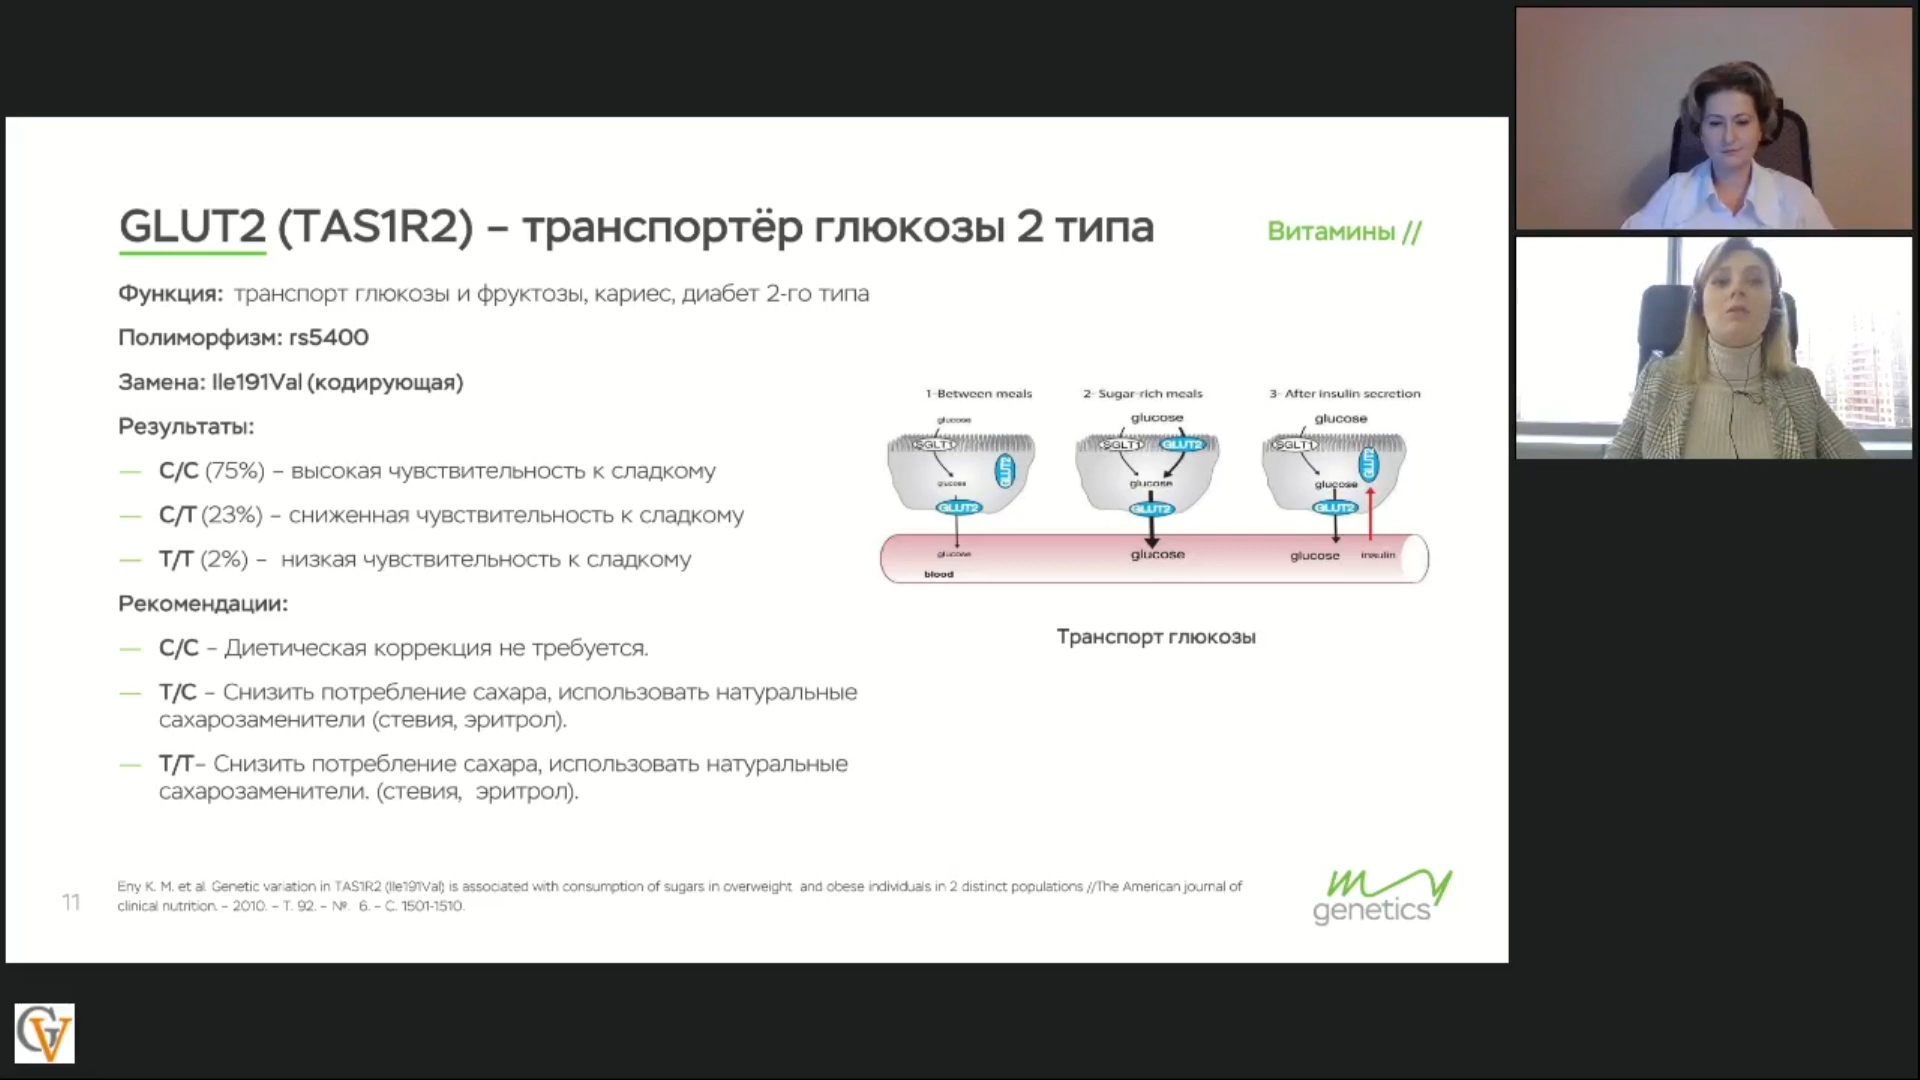 GLUT2 (TAS1R2) – транспортёр глюкозы 2 типа
Витамины //
Функция: транспорт глюкозы и фруктозы, кариес, диабет 2-го типа
Полиморфизм: rs5400
Замена: Ile191Val (кодирующая)
Результаты:
— C/C (75%) – высокая чувствительность к сладкому
— C/T (23%) – сниженная чувствительность к сладкому
— T/T (2%) – низкая чувствительность к сладкому
Рекомендации:
— C/C – Диетическая коррекция не требуется.
— T/C – Снизить потребление сахара, использовать натуральные
сахарозаменители (стевия, эритрол).
— T/T– Снизить потребление сахара, использовать натуральные
сахарозаменители. (стевия, эритрол).
1-Between meals
glucose
SGLT1
GLUT2
glucose
GLUT2
glucose
blood
2- Sugar-rich meals
glucose
SGLT1
GLUT2
glucose
GLUT2
glucose
3- After insulin secretion
glucose
SGLT1
GLUT2
glucose
GLUT2
glucose
insulin
Транспорт глюкозы
11
Eny K. M. et al. Genetic variation in TAS1R2 (Ile191Val) is associated with consumption of sugars in overweight and obese individuals in 2 distinct populations //The American journal of
clinical nutrition. – 2010. – Т. 92. – №. 6. – С. 1501-1510.
my
genetics
GV